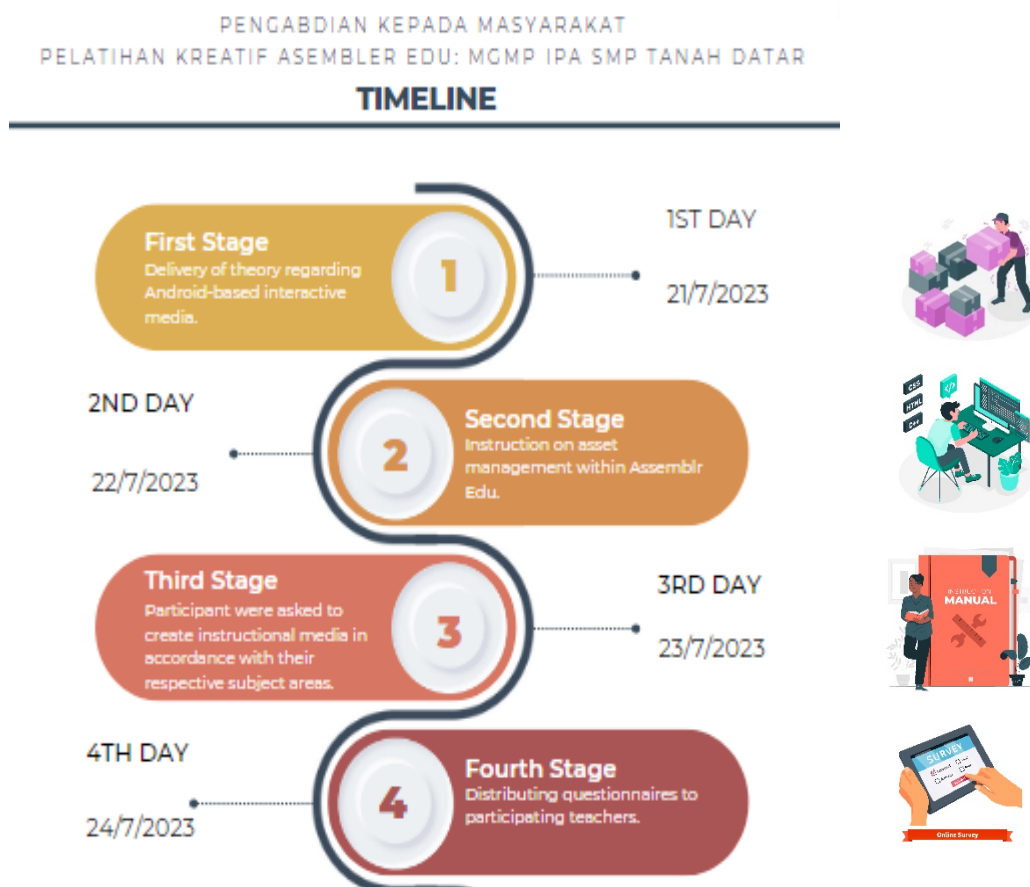 PENGABDIAN KEPADA MASYARAKAT
PELATIHAN KREATIF ASEMBLER EDU: MGMP IPA SMP TANAH DATAR
TIMELINE
First Stage
Delivery of theory regarding
Android-based interactive
media.
1
1ST DAY
21/7/2023
2ND DAY
22/7/2023
2
Second Stage
Instruction on asset
management within Assemblr
Edu.
CSS
HTML
C++
</>
Third Stage
Participant were asked to
create instructional media in
accordance with their
respective subject areas.
3
3RD DAY
23/7/2023
INSTRUCTION
MANUAL
4TH DAY
24/7/2023
4
Fourth Stage
Distributing questionnaires to
participating teachers.
SURVEY
Online Survey